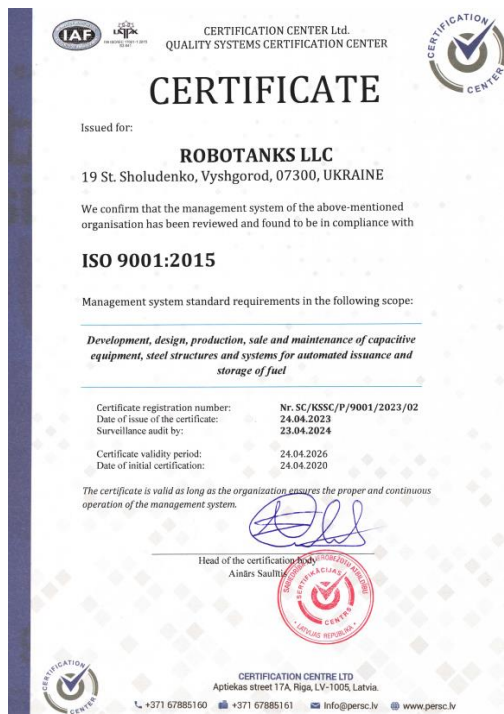 IAF
CERTIFICATION CENTER Ltd.
QUALITY SYSTEMS CERTIFICATION CENTER
CERTIFICATION
CENTER
CERTIFICATE
Issued for:
ROBOTANKS LLC
19 St. Sholudenko, Vyshgorod, 07300, UKRAINE
We confirm that the management system of the above-mentioned
organisation has been reviewed and found to be in compliance with
ISO 9001:2015
Management system standard requirements in the following scope:
Development, design, production, sale and maintenance of capacitive
equipment, steel structures and systems for automated issuance and
storage of fuel
Certificate registration number: Nr. SC/KSSC/P/9001/2023/02
Date of issue of the certificate: 24.04.2023
Surveillance audit by: 23.04.2024
Certificate validity period: 24.04.2026
Date of initial certification: 24.04.2020
The certificate is valid as long as the organization ensures the proper and continuous
operation of the management system.
Head of the certification body
Ainārs Saulītis
SERTIFIKĀCIJAS
CENTRS
LATVIJAS REPUBLIKA
CERTIFICATION
CENTER
CERTIFICATION CENTRE LTD
Aptiekas street 17A, Riga, LV-1005, Latvia.
+371 67885160 +371 67885161 Info@persc.lv www.persc.lv